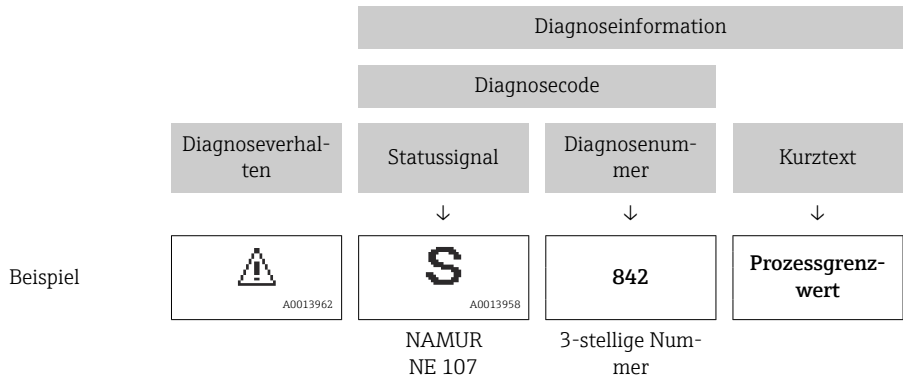 Diagnoseinformation
Diagnosecode
Diagnoseverhal-
ten
Statussignal
Diagnosenum-
mer
Kurztext
↓ ↓ ↓
Beispiel
A0013962
S
A0013958
842
Prozessgrenz-
wert
NAMUR
NE 107
3-stellige Num-
mer